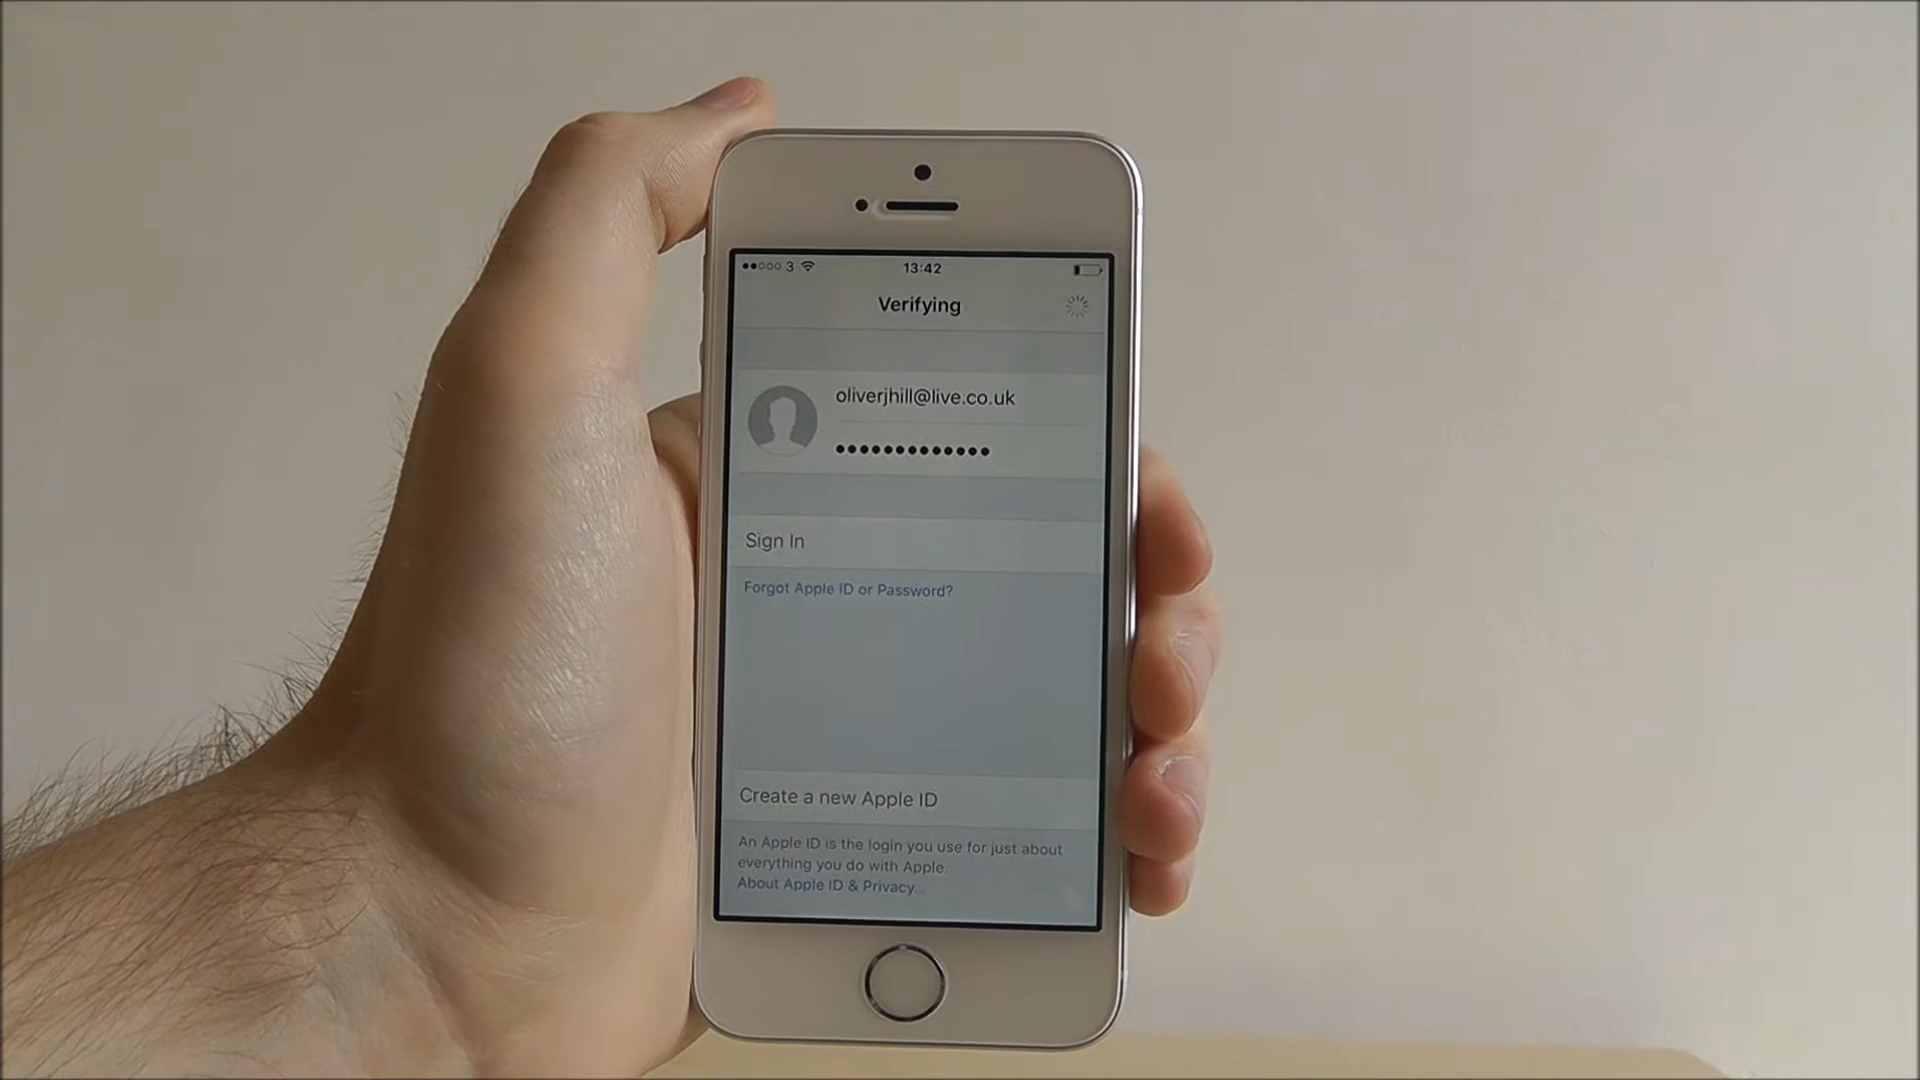 3 13:42
Verifying
oliverjhill@live.co.uk
●●●●●●●●●●●●●
Sign In
Forgot Apple ID or Password?
Create a new Apple ID
An Apple ID is the login you use for just about
everything you do with Apple.
About Apple ID & Privacy...